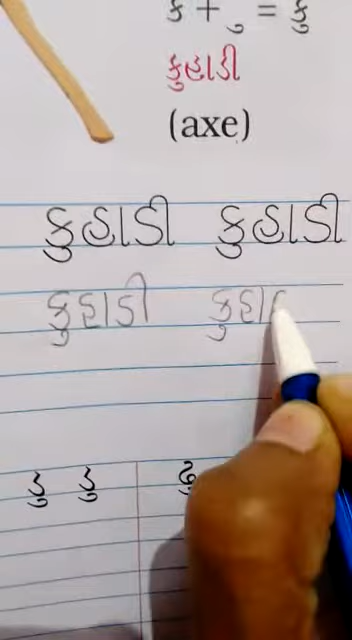 ક + ુ = કુ
કુહાડી
(axe)
કુહાડી કુહાડી
કુહાડી કુહા